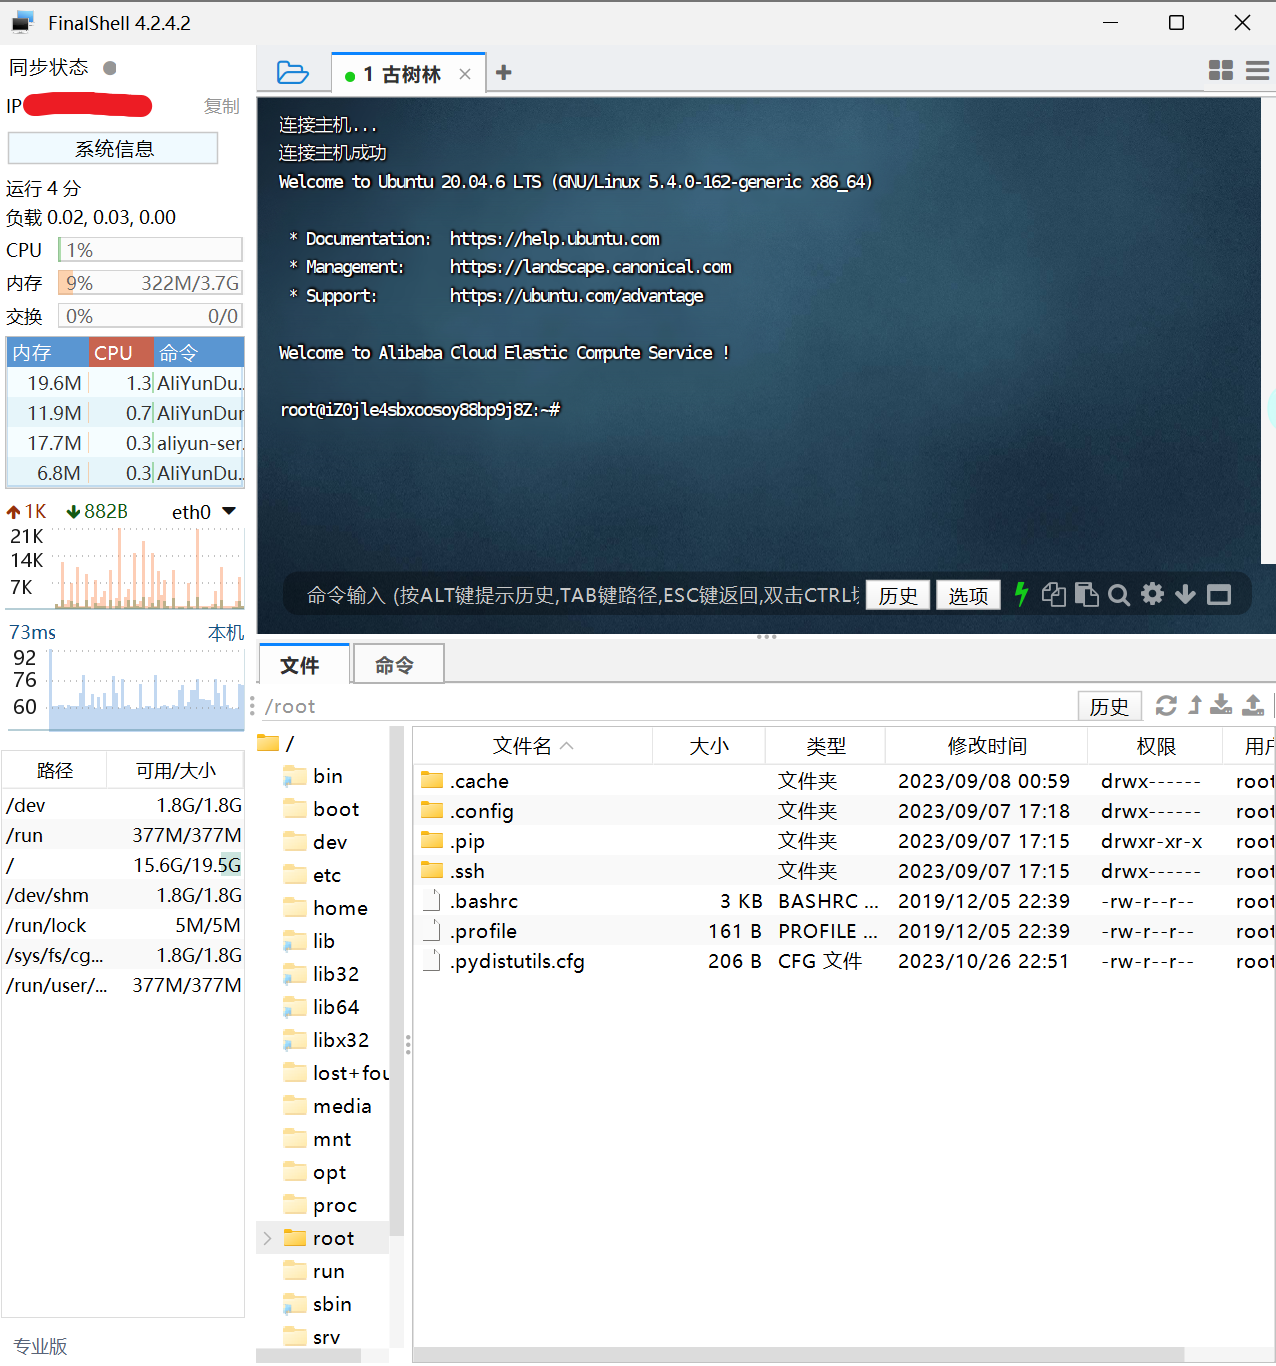 FinalShell 4.2.4.2
同步状态
IP
复制
系统信息
运行 4 分
负载 0.02, 0.03, 0.00
CPU 1%
内存 9% 322M/3.7G
交换 0% 0/0
内存 CPU 命令
19.6M 1.3 AliYunDu..
11.9M 0.7 AliYunDur
17.7M 0.3 aliyun-ser.
6.8M 0.3 AliYunDu..
1K 882B eth0
21K
14K
7K
73ms 本机
92
76
60
路径 可用/大小
/dev 1.8G/1.8G
/run 377M/377M
/ 15.6G/19.5G
/dev/shm 1.8G/1.8G
/run/lock 5M/5M
/sys/fs/cg... 1.8G/1.8G
/run/user/... 377M/377M
专业版
1 古树林
连接主机...
连接主机成功
Welcome to Ubuntu 20.04.6 LTS (GNU/Linux 5.4.0-162-generic x86_64)
* Documentation: https://help.ubuntu.com
* Management: https://landscape.canonical.com
* Support: https://ubuntu.com/advantage
Welcome to Alibaba Cloud Elastic Compute Service !
root@iZ0jle4sbxoosoy88bp9j8Z:~#
命令输入 (按ALT键提示历史,TAB键路径,ESC键返回,双击CTRL 历史 选项
文件 命令
/root 历史
/
bin
boot
dev
etc
home
lib
lib32
lib64
libx32
lost+fou
media
mnt
opt
proc
root
run
sbin
srv
文件名 大小 类型 修改时间 权限 用户
.cache 文件夹 2023/09/08 00:59 drwx------ root
.config 文件夹 2023/09/07 17:18 drwx------ root
.pip 文件夹 2023/09/07 17:15 drwxr-xr-x root
.ssh 文件夹 2023/09/07 17:15 drwx------ root
.bashrc 3 KB BASHRC ... 2019/12/05 22:39 -rw-r--r-- root
.profile 161 B PROFILE ... 2019/12/05 22:39 -rw-r--r-- root
.pydistutils.cfg 206 B CFG 文件 2023/10/26 22:51 -rw-r--r-- root